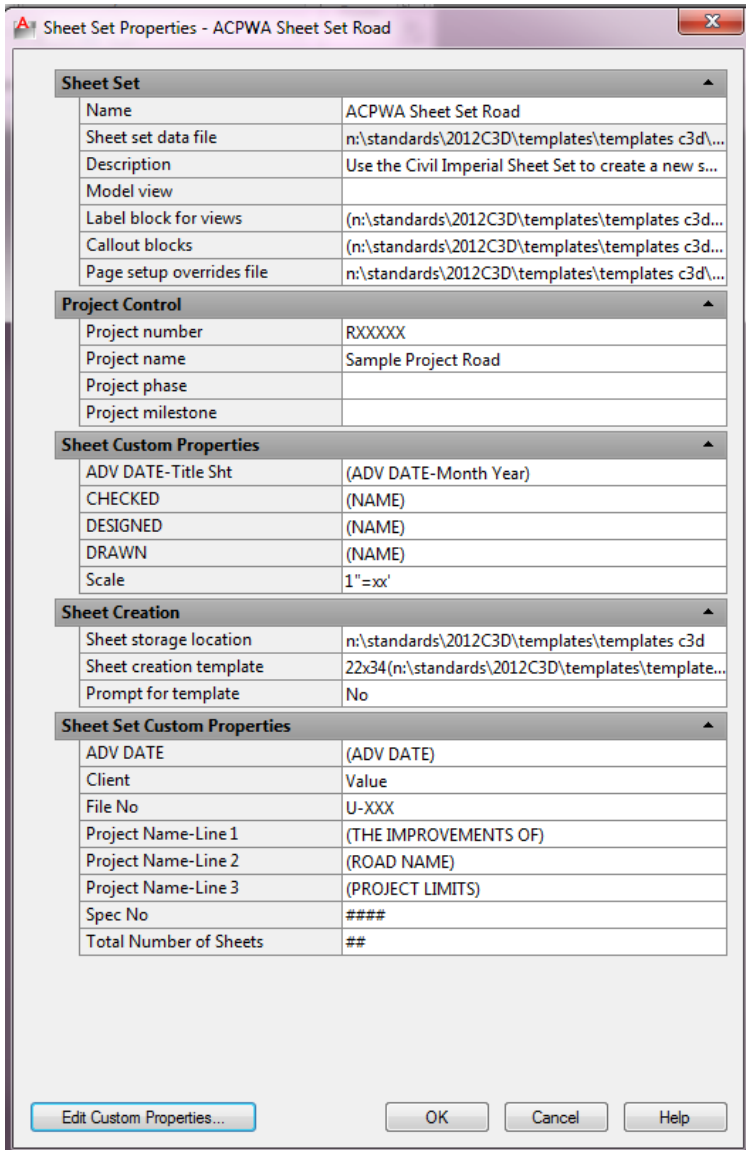 Sheet Set Properties - ACPWA Sheet Set Road
Sheet Set
Name ACPWA Sheet Set Road
Sheet set data file n:\standards\2012C3D\templates\templates c3d\...
Description Use the Civil Imperial Sheet Set to create a new s...
Model view
Label block for views (n:\standards\2012C3D\templates\templates c3d...
Callout blocks (n:\standards\2012C3D\templates\templates c3d...
Page setup overrides file n:\standards\2012C3D\templates\templates c3d\...
Project Control
Project number RXXXXX
Project name Sample Project Road
Project phase
Project milestone
Sheet Custom Properties
ADV DATE-Title Sht (ADV DATE-Month Year)
CHECKED (NAME)
DESIGNED (NAME)
DRAWN (NAME)
Scale 1"=xx'
Sheet Creation
Sheet storage location n:\standards\2012C3D\templates\templates c3d
Sheet creation template 22x34(n:\standards\2012C3D\templates\template...
Prompt for template No
Sheet Set Custom Properties
ADV DATE (ADV DATE)
Client Value
File No U-XXX
Project Name-Line 1 (THE IMPROVEMENTS OF)
Project Name-Line 2 (ROAD NAME)
Project Name-Line 3 (PROJECT LIMITS)
Spec No ####
Total Number of Sheets ##
Edit Custom Properties... OK Cancel Help